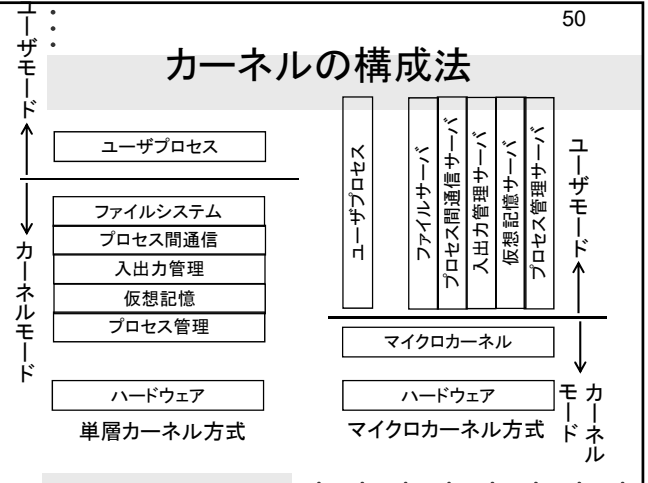 50
カーネルの構成法
ユーザモード
カーネルモード
ユーザプロセス
ファイルシステム
プロセス間通信
入出力管理
仮想記憶
プロセス管理
ハードウェア
単層カーネル方式
ユーザプロセス
ファイルサーバ
プロセス間通信サーバ
入出力管理サーバ
仮想記憶サーバ
プロセス管理サーバ
ユーザモード
マイクロカーネル
ハードウェア
カーネル
モード
マイクロカーネル方式